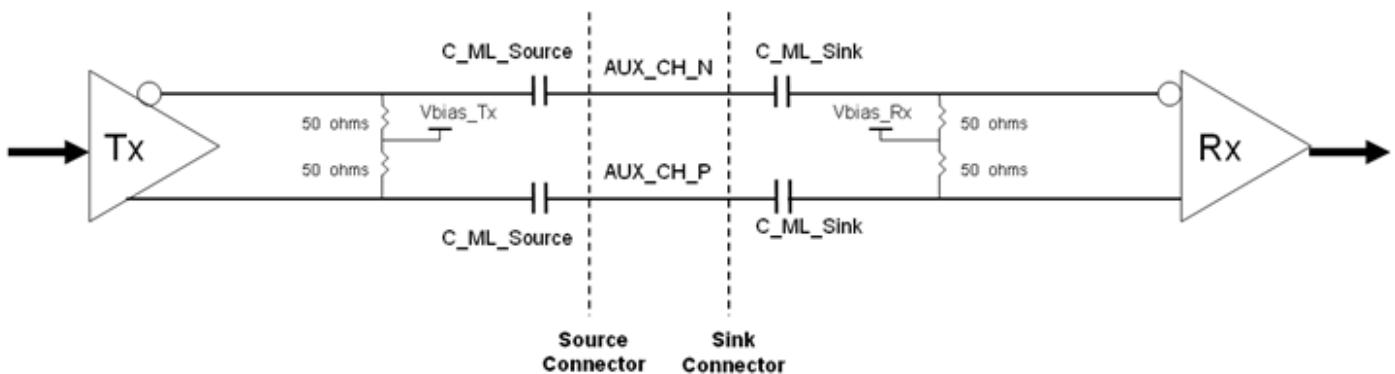 C_ML_Source
AUX_CH_N
C_ML_Sink
Tx
50 ohms
Vbias_Tx
Vbias_Rx
50 ohms
Rx
50 ohms
AUX_CH_P
50 ohms
C_ML_Source
C_ML_Sink
Source
Connector
Sink
Connector